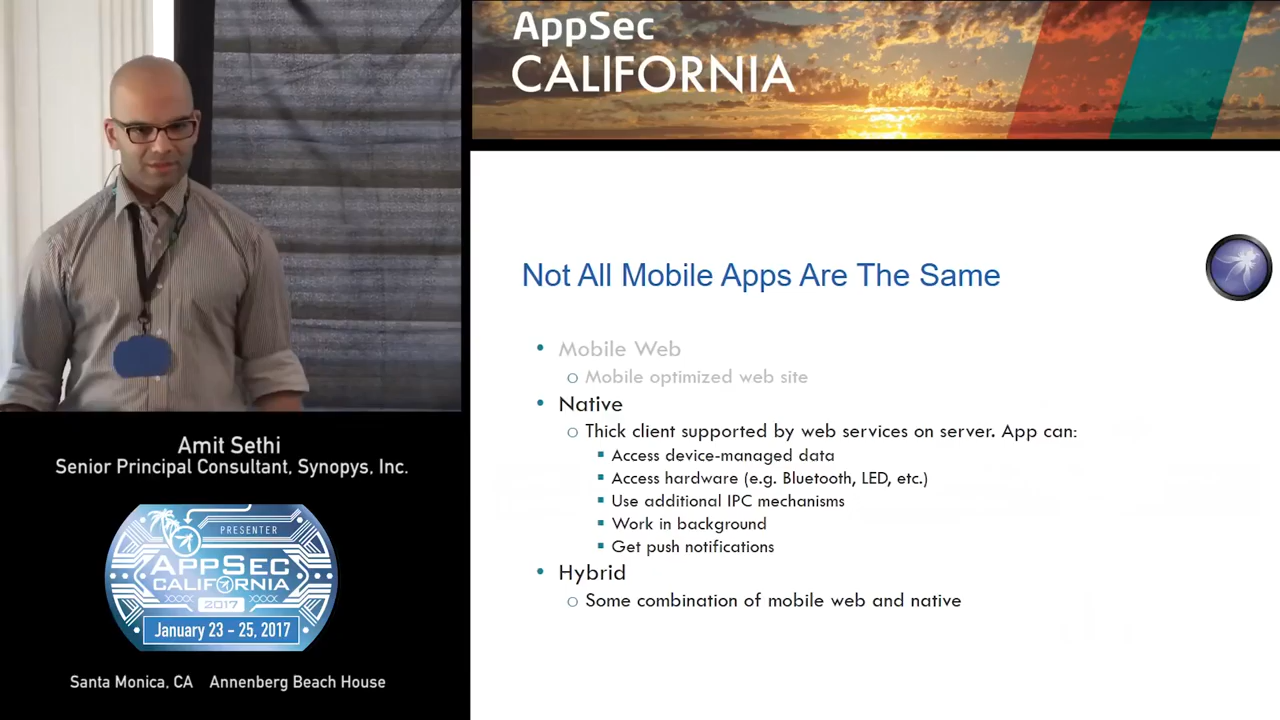 AppSec
CALIFORNIA
Not All Mobile Apps Are The Same
• Mobile Web
o Mobile optimized web site
• Native
o Thick client supported by web services on server. App can:
▪ Access device-managed data
▪ Access hardware (e.g. Bluetooth, LED, etc.)
▪ Use additional IPC mechanisms
▪ Work in background
▪ Get push notifications
• Hybrid
o Some combination of mobile web and native
Amit Sethi
Senior Principal Consultant, Synopys, Inc.
PRESENTER
APPSEC
CALIFORNIA
2017
January 23 - 25, 2017
Santa Monica, CA Annenberg Beach House